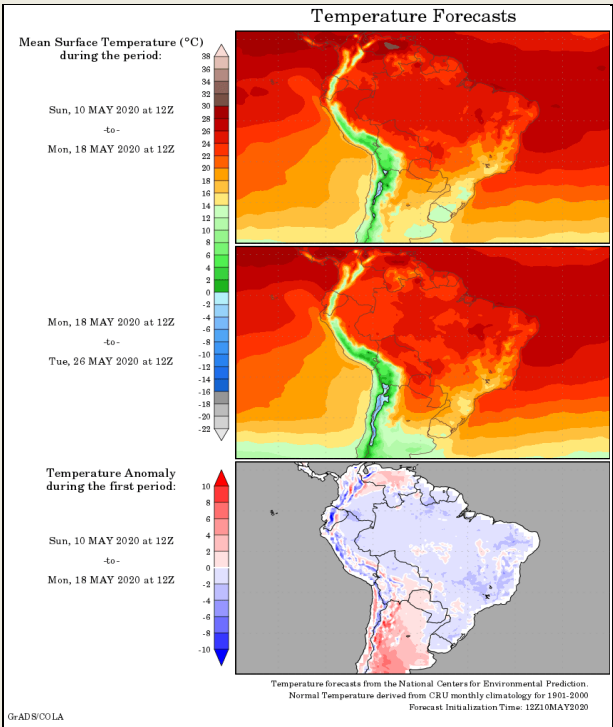 Temperature Forecasts
Mean Surface Temperature (°C)
during the period:
Sun, 10 MAY 2020 at 12Z
-to-
Mon, 18 MAY 2020 at 12Z
38
36
34
32
30
28
26
24
22
20
18
16
14
12
10
8
6
4
2
0
-2
-4
-6
-8
-10
-12
-14
-16
-18
-20
-22
Mon, 18 MAY 2020 at 12Z
-to-
Tue, 26 MAY 2020 at 12Z
Temperature Anomaly
during the first period:
Sun, 10 MAY 2020 at 12Z
-to-
Mon, 18 MAY 2020 at 12Z
10
8
6
4
2
0
-2
-4
-6
-8
-10
Temperature forecasts from the National Centers for Environmental Prediction.
Normal Temperature derived from CRU monthly climatology for 1901-2000
Forecast Initialization Time: 12Z10MAY2020
GrADS/COLA